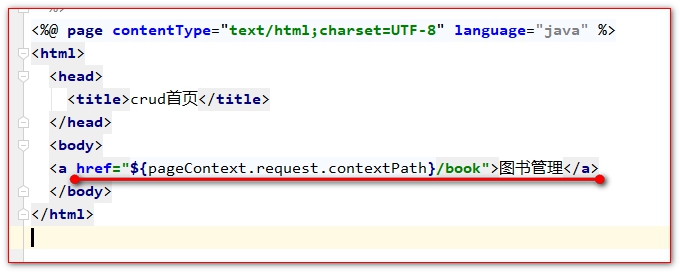 --%>
<%@ page contentType="text/html;charset=UTF-8" language="java" %>
<html>
<head>
<title>crud首页</title>
</head>
<body>
<a href="${pageContext.request.contextPath}/book">图书管理</a>
</body>
</html>